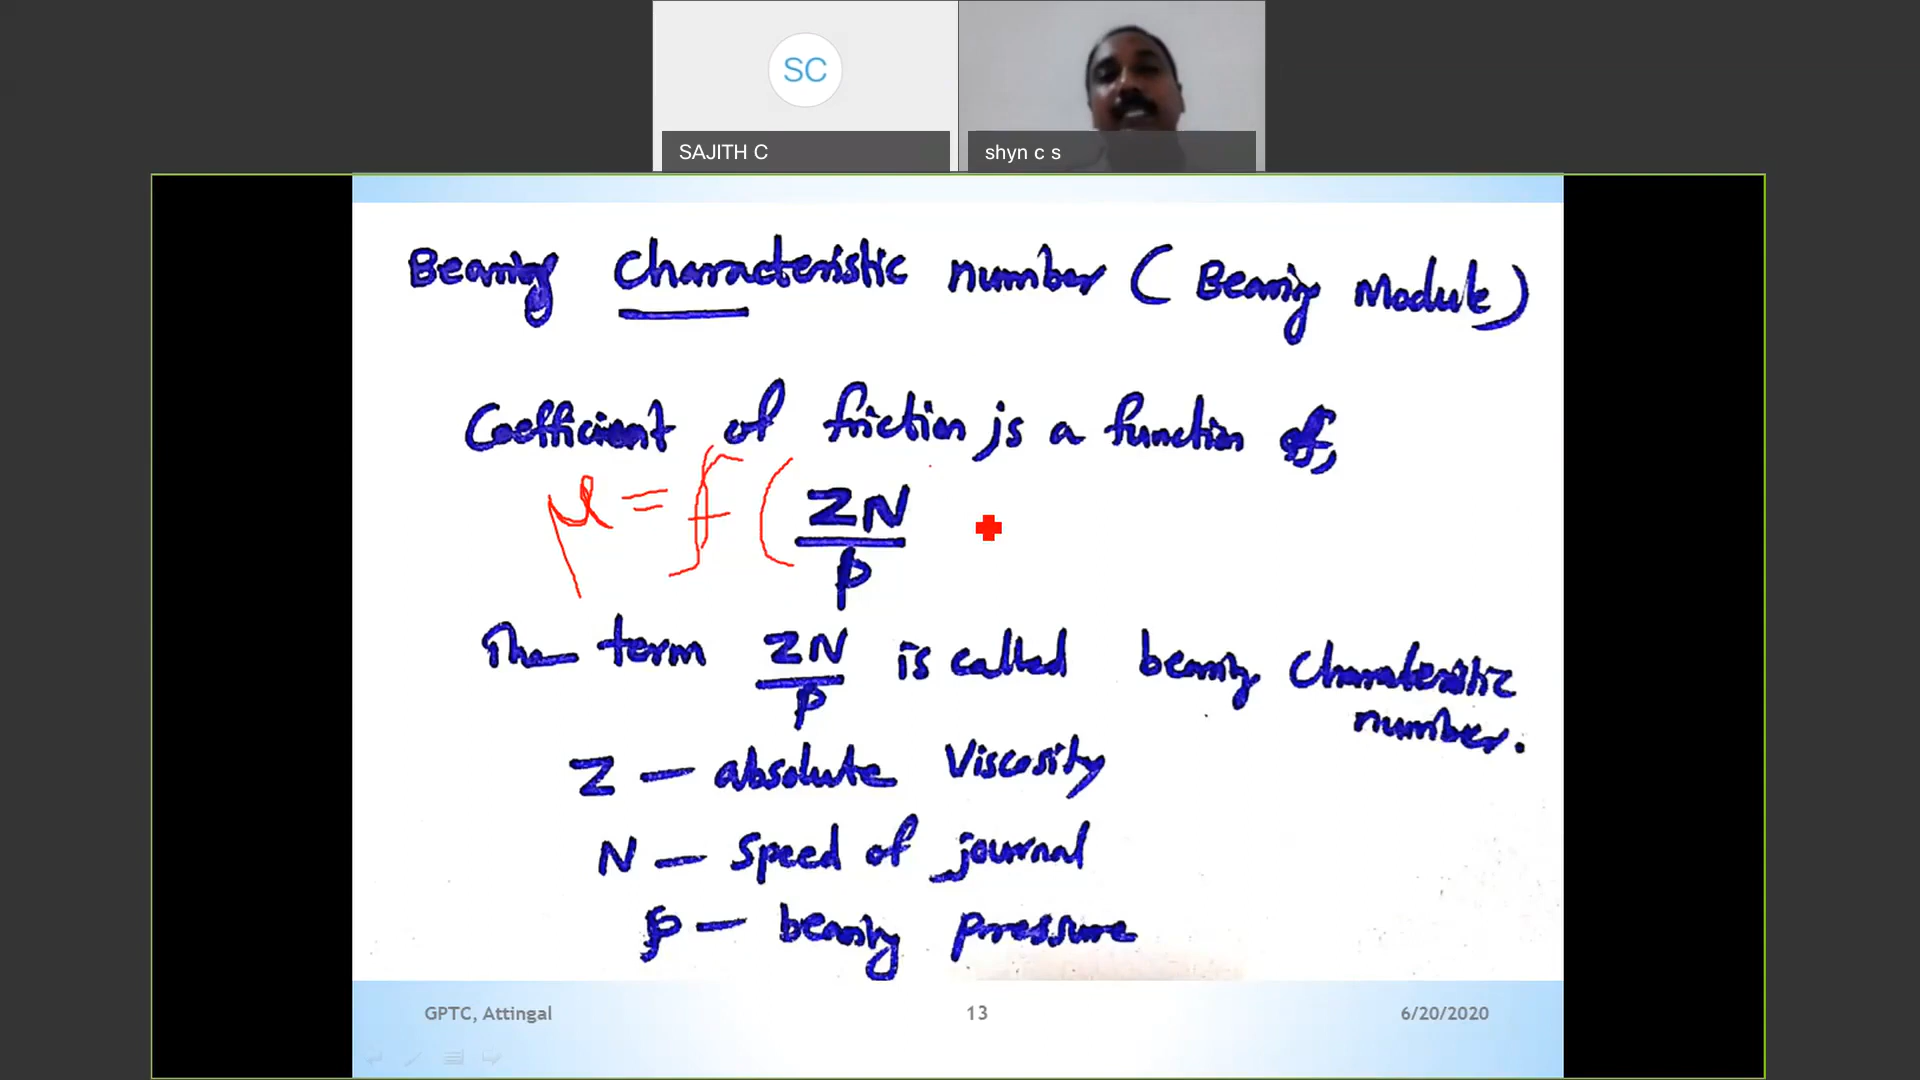 SC
SAJITH C
shyn c s
Bearing Characteristic number ( Bearing Module )
Coefficient of friction is a function of,
μ = f ( ZN
p
The term ZN is called bearing Characteristic
p
number.
Z — absolute Viscosity
N — Speed of journal
p — bearing pressure
GPTC, Attingal
13
6/20/2020